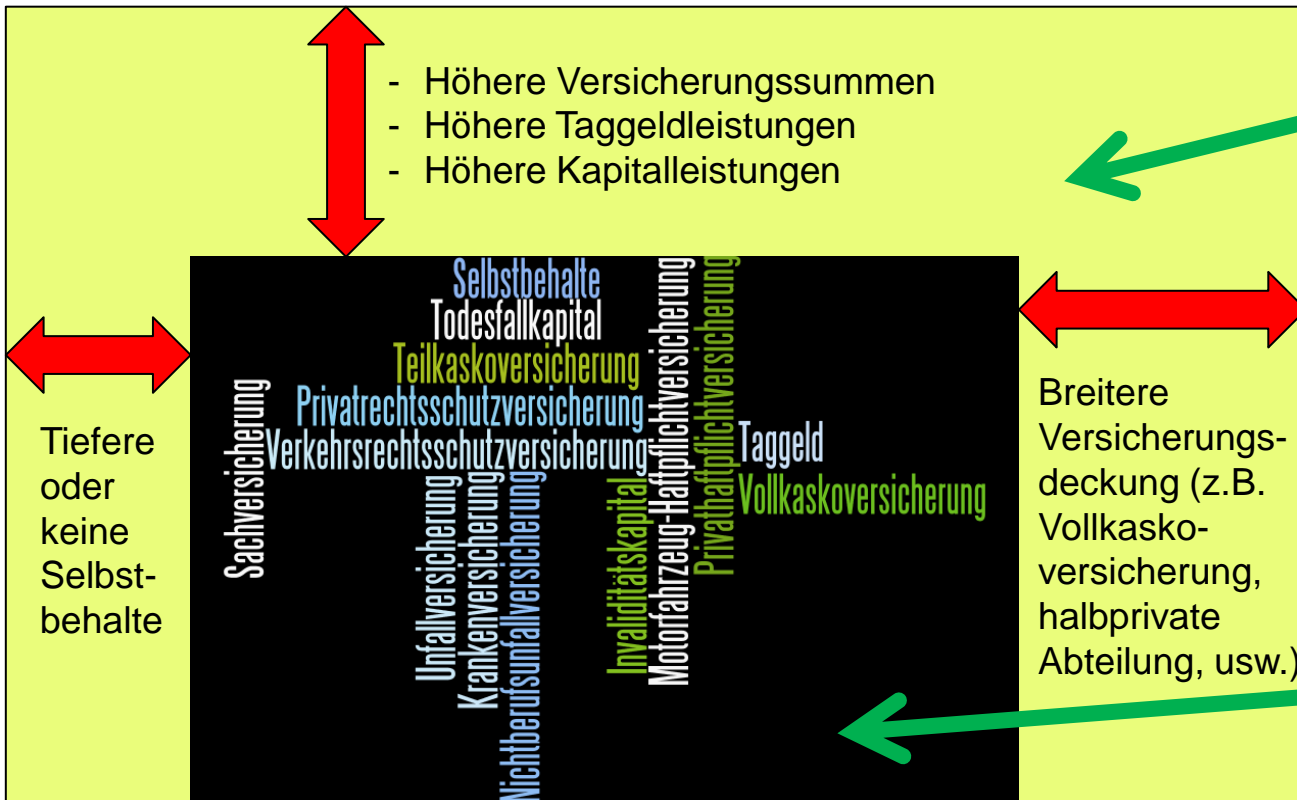 - Höhere Versicherungssummen
- Höhere Taggeldleistungen
- Höhere Kapitalleistungen
Tiefere
oder
keine
Selbst-
behalte
Selbstbehalte
Todesfallkapital
Teilkaskoversicherung
Privatrechtsschutzversicherung
Verkehrsrechtsschutzversicherung
Sachversicherung
Unfallversicherung
Krankenversicherung
Nichtberufsunfallversicherung
Invaliditätskapital
Motorfahrzeug-Haftpflichtversicherung
Privathaftpflichtversicherung
Taggeld
Vollkaskoversicherung
Breitere
Versicherungs-
deckung (z.B.
Vollkasko-
versicherung,
halbprivate
Abteilung, usw.)